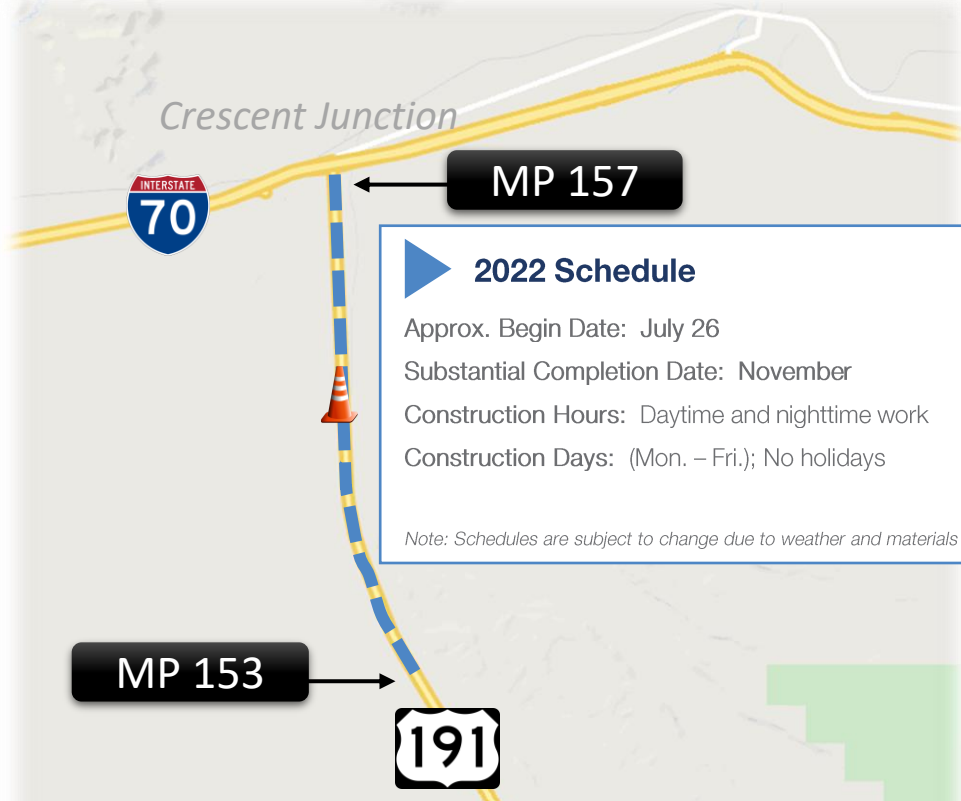 Crescent Junction
MP 157
INTERSTATE
70
2022 Schedule
Approx. Begin Date: July 26
Substantial Completion Date: November
Construction Hours: Daytime and nighttime work
Construction Days: (Mon. – Fri.); No holidays
Note: Schedules are subject to change due to weather and materials
MP 153
191